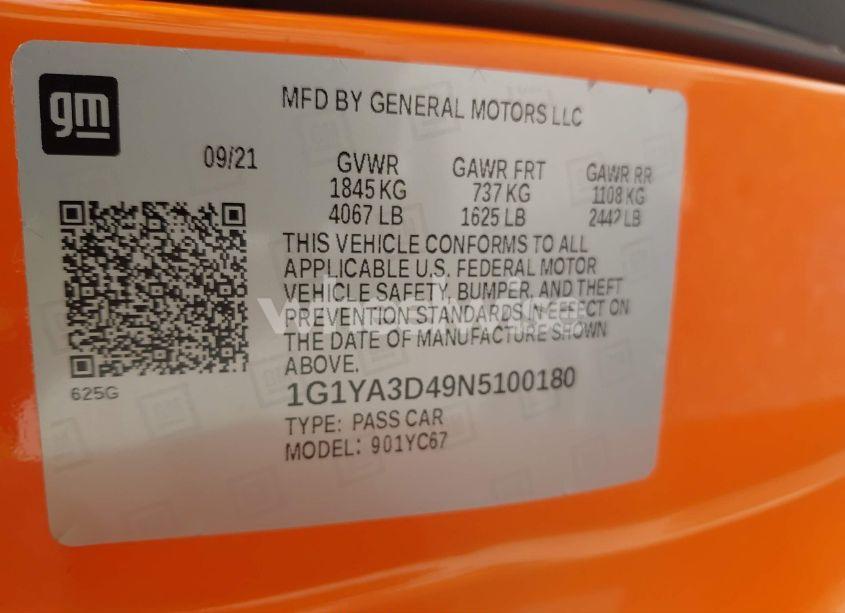 gm
MFD BY GENERAL MOTORS LLC
09/21
GVWR GAWR FRT GAWR RR
1845 KG 737 KG 1108 KG
4067 LB 1625 LB 2442 LB
THIS VEHICLE CONFORMS TO ALL
APPLICABLE U.S. FEDERAL MOTOR
VEHICLE SAFETY, BUMPER, AND THEFT
PREVENTION STANDARDS IN EFFECT ON
THE DATE OF MANUFACTURE SHOWN
ABOVE.
625G
1G1YA3D49N5100180
TYPE: PASS CAR
MODEL: 901YC67